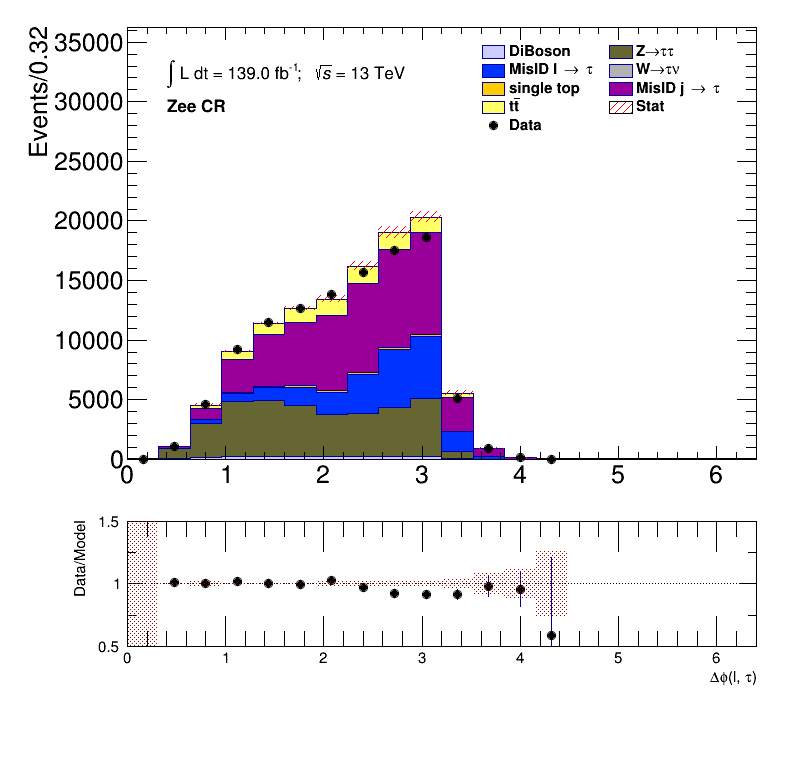 Events/0.32
35000
30000
25000
20000
15000
10000
5000
0
∫ L dt = 139.0 fb⁻¹; √s = 13 TeV
Zee CR
DiBoson
MisID l → τ
single top
tt̄
Data
Z→ττ
W→τν
MisID j → τ
Stat
0 1 2 3 4 5 6
Data/Model
1.5
1
0.5
0 1 2 3 4 5 6
Δϕ(l, τ)